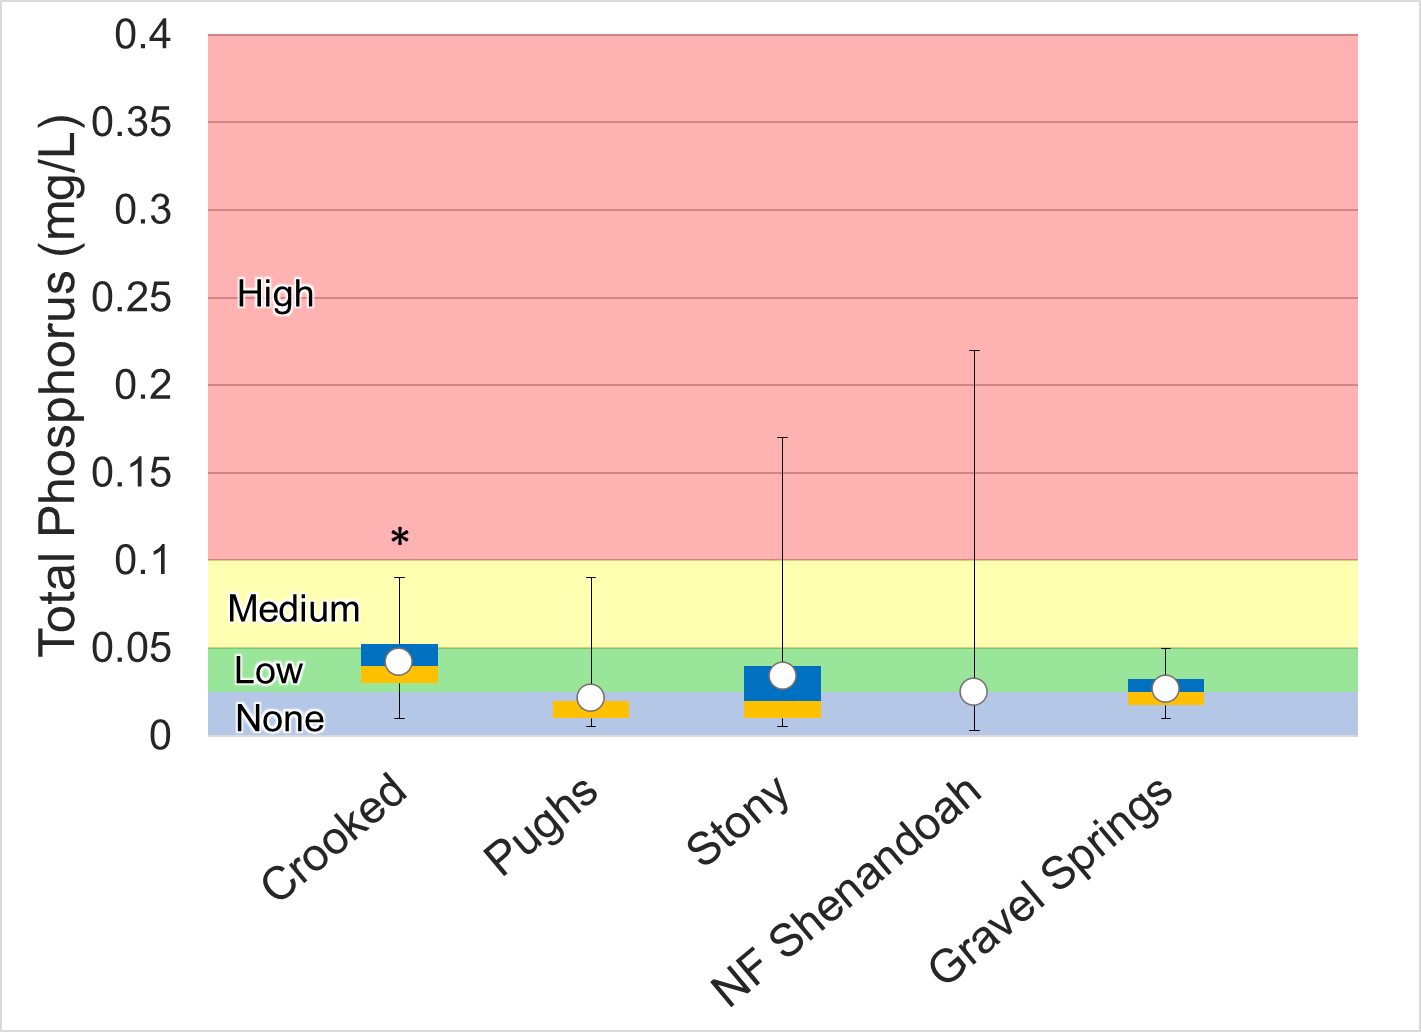 Total Phosphorus (mg/L)
0.4
0.35
0.3
0.25
0.2
0.15
0.1
0.05
0
High
*
Medium
Low
None
Crooked
Pughs
Stony
NF Shenandoah
Gravel Springs